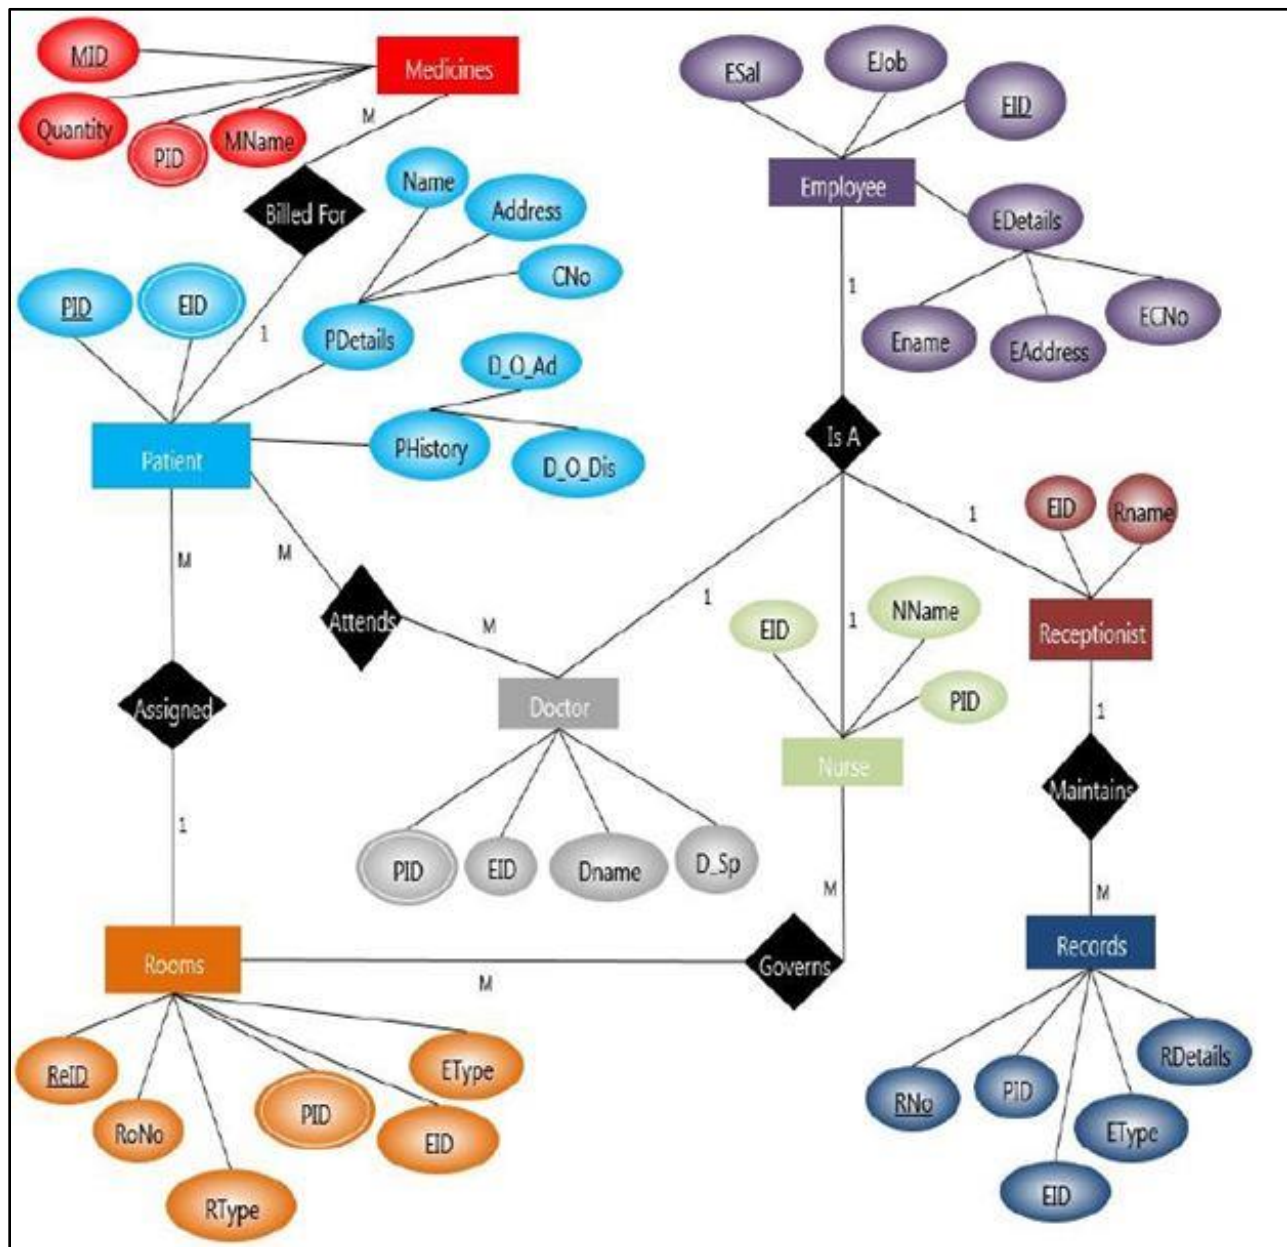 MID
Medicines
Quantity
PID
MName
M
Billed For
Name
Address
CNo
PID
EID
1
PDetails
D_O_Ad
PHistory
D_O_Dis
Patient
ESal
EJob
EID
Employee
EDetails
Ename
EAddress
ECNo
1
Is A
EID
Rname
1
Receptionist
M
M
Attends
M
1
1
EID
NName
PID
Doctor
Nurse
Assigned
1
Maintains
1
PID
EID
Dname
D_Sp
M
M
Rooms
M
Governs
Records
ReID
RoNo
RType
PID
EID
EType
RNo
PID
EID
EType
RDetails